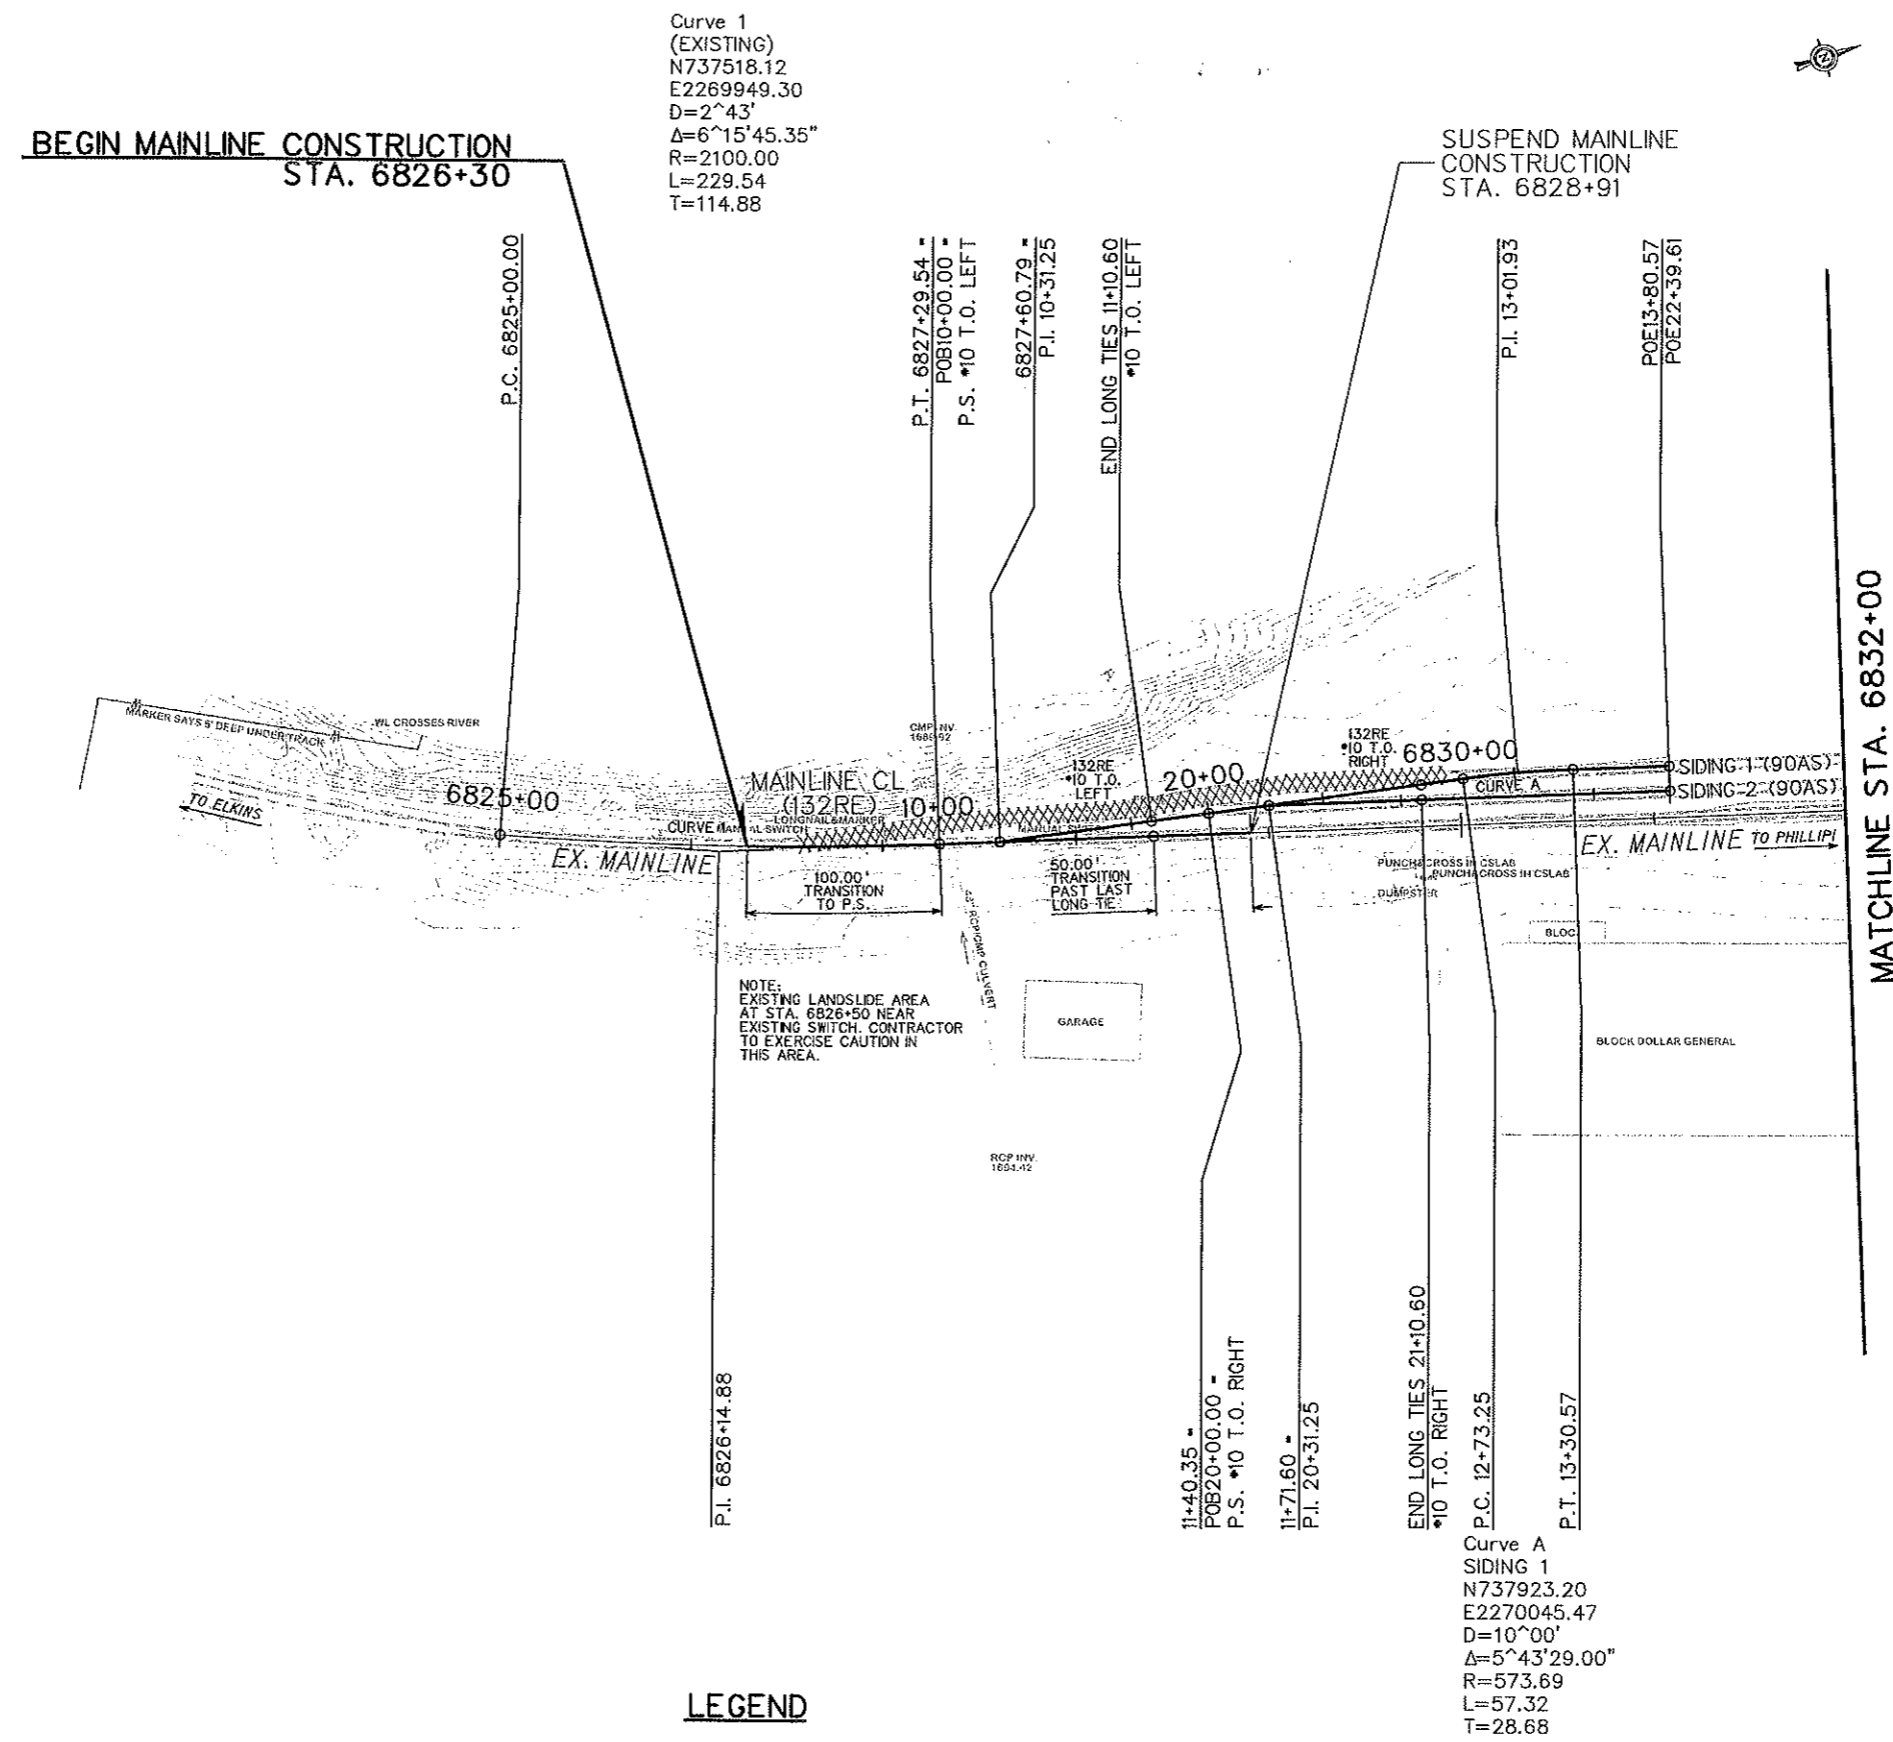 Curve 1
(EXISTING)
N737518.12
E2269949.30
D=2^43'
Δ=6^15'45.35"
R=2100.00
L=229.54
T=114.88
BEGIN MAINLINE CONSTRUCTION
STA. 6826+30
SUSPEND MAINLINE
CONSTRUCTION
STA. 6828+91
P.C. 6825+00.00
P.T. 6827+29.54 =
POB10+00.00 =
P.S. #10 T.O. LEFT
6827+60.79 =
P.I. 10+31.25
END LONG TIES 11+10.60
#10 T.O. LEFT
P.I. 13+01.93
POE13+80.57
POE22+39.61
MATCHLINE STA. 6832+00
MARKER SAYS 5' DEEP UNDER TRACK
WL CROSSES RIVER
TO ELKINS
6825+00
EX. MAINLINE
MAINLINE CL
(132RE)
LONGNAIL&MARKER
10+00
132RE
#10 T.O.
LEFT
20+00
132RE
#10 T.O.
RIGHT
6830+00
CURVE A
SIDING 1 (90AS)
SIDING 2 (90AS)
EX. MAINLINE
TO PHILLIPI
100.00'
TRANSITION
TO P.S.
50.00'
TRANSITION
PAST LAST
LONG TIE
PUNCHACROSS IN CSLAB
PUNCHACROSS IN CSLAB
DUMPSTER
BLOC
48" RCP/CMP CULVERT
NOTE:
EXISTING LANDSLIDE AREA
AT STA. 6826+50 NEAR
EXISTING SWITCH. CONTRACTOR
TO EXERCISE CAUTION IN
THIS AREA.
GARAGE
BLOCK DOLLAR GENERAL
RCP INV.
P.I. 6826+14.88
11+40.35 =
POB20+00.00 =
P.S. #10 T.O. RIGHT
11+71.60 =
P.I. 20+31.25
END LONG TIES 21+10.60
#10 T.O. RIGHT
P.C. 12+73.25
P.T. 13+30.57
Curve A
SIDING 1
N737923.20
E2270045.47
D=10^00'
Δ=5^43'29.00"
R=573.69
L=57.32
T=28.68
LEGEND